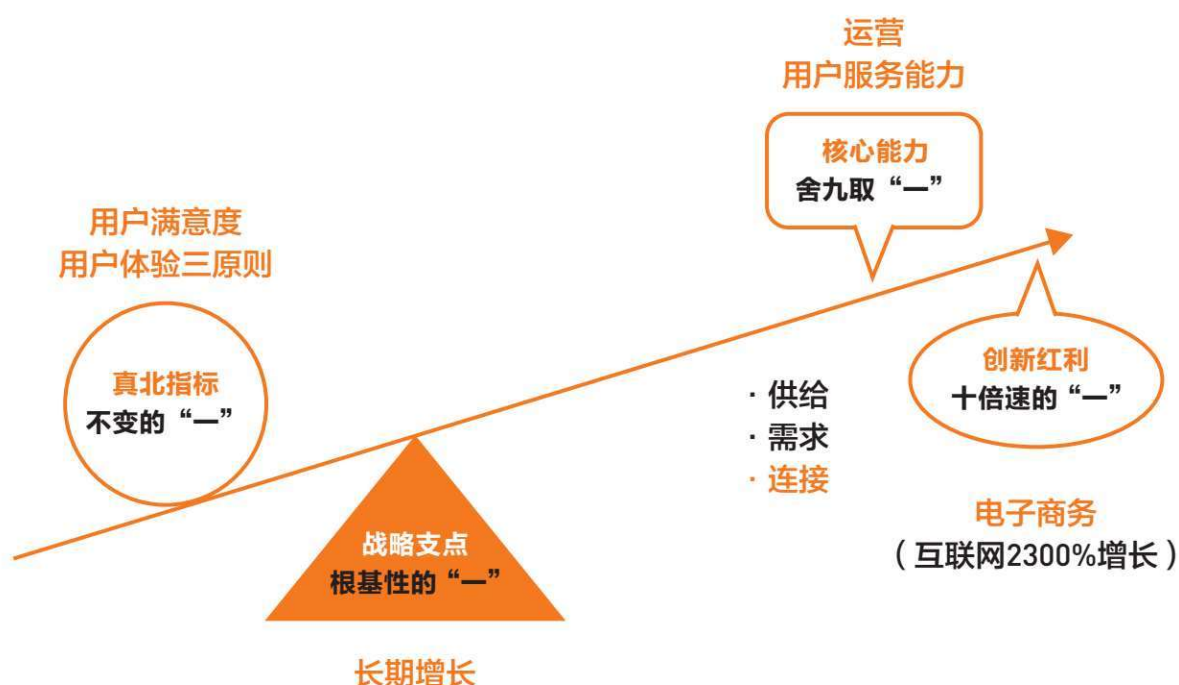 运营
用户服务能力
核心能力
舍九取“一”
用户满意度
用户体验三原则
真北指标
不变的“一”
创新红利
十倍速的“一”
· 供给
· 需求
· 连接
电子商务
（互联网2300%增长）
战略支点
根基性的“一”
长期增长